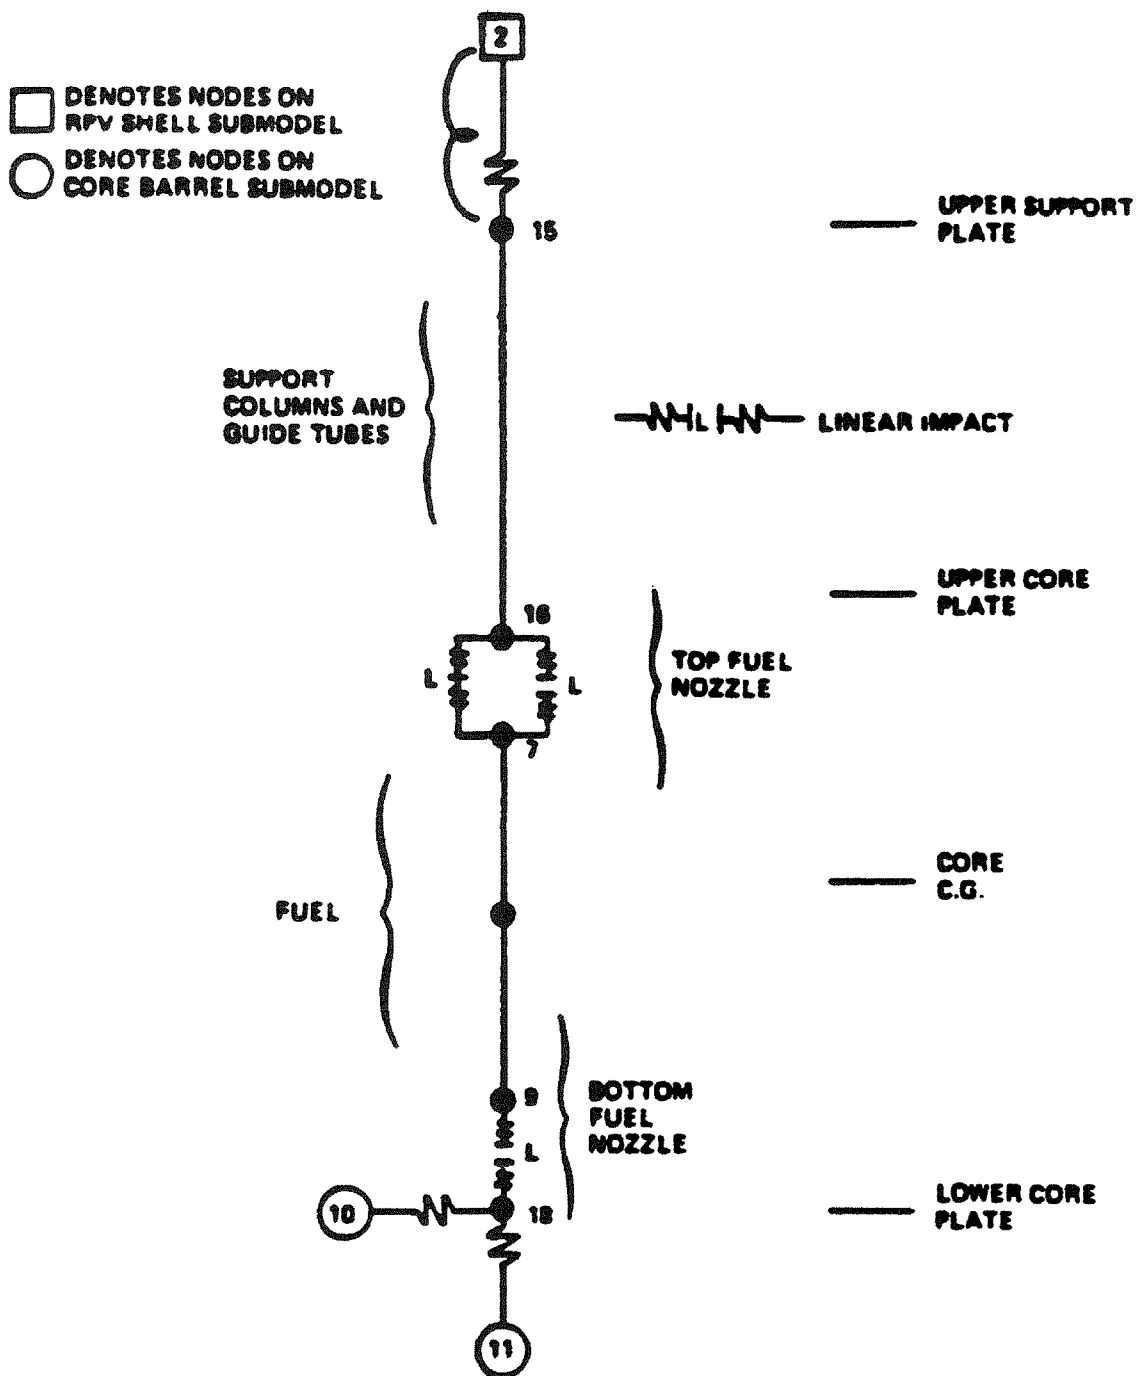 2
DENOTES NODES ON
RPV SHELL SUBMODEL
DENOTES NODES ON
CORE BARREL SUBMODEL
15
UPPER SUPPORT
PLATE
SUPPORT
COLUMNS AND
GUIDE TUBES
L
LINEAR IMPACT
16
UPPER CORE
PLATE
L
L
TOP FUEL
NOZZLE
7
CORE
C.G.
FUEL
9
L
BOTTOM
FUEL
NOZZLE
10
18
LOWER CORE
PLATE
11